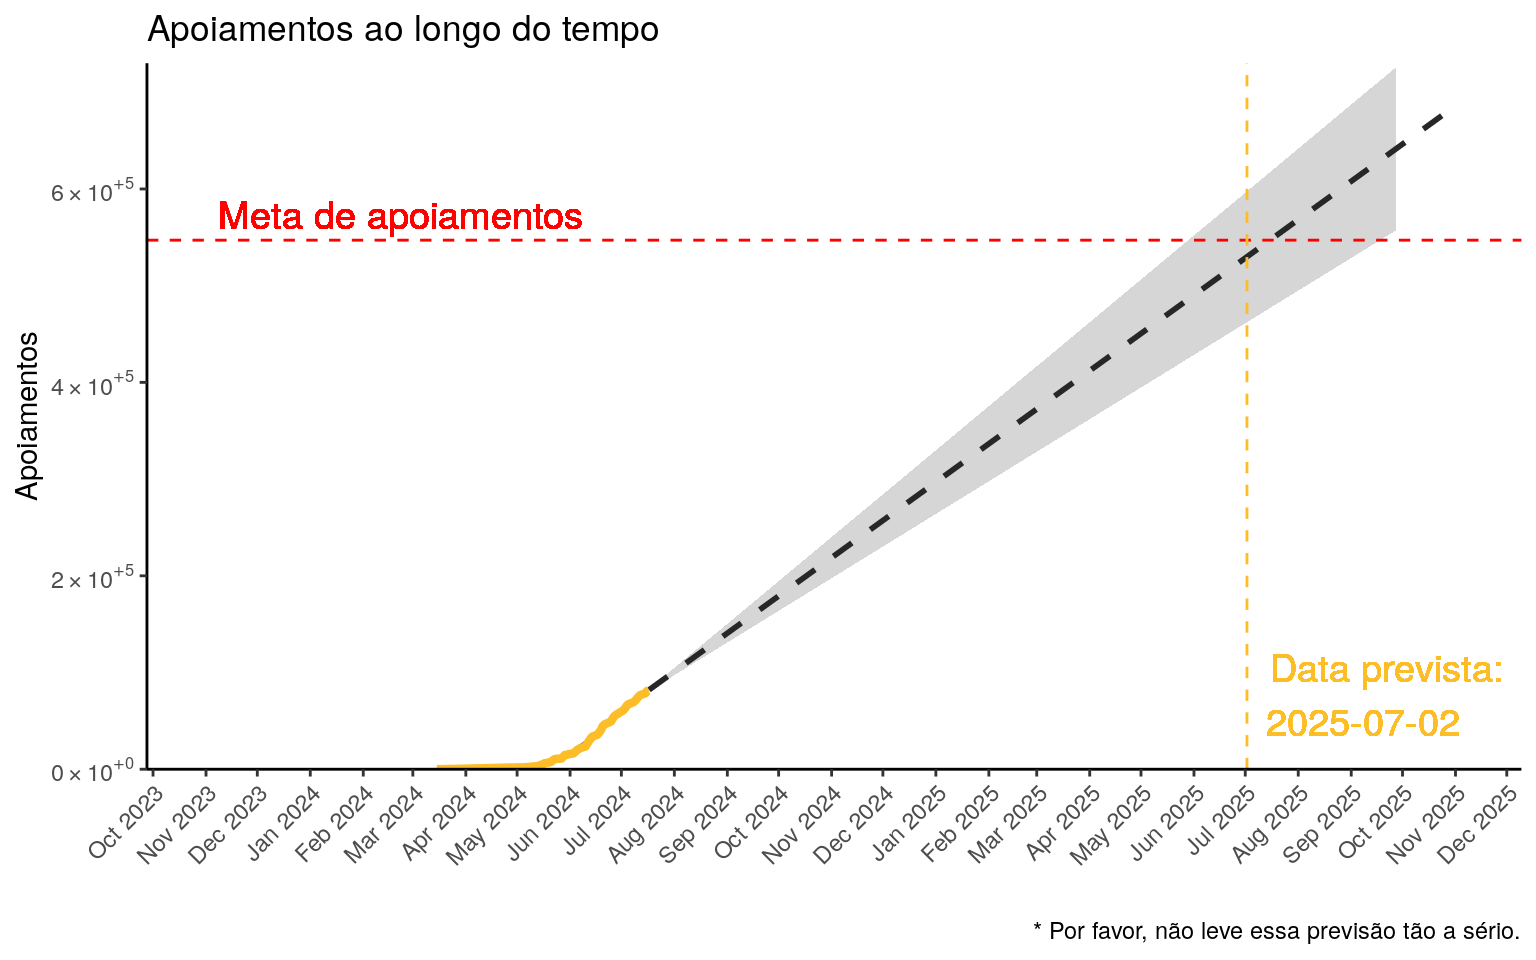 Apoiamentos ao longo do tempo
Apoiamentos
6 × 10⁺⁵
4 × 10⁺⁵
2 × 10⁺⁵
0 × 10⁺⁰
Meta de apoiamentos
Data prevista:
2025-07-02
Oct 2023
Nov 2023
Dec 2023
Jan 2024
Feb 2024
Mar 2024
Apr 2024
May 2024
Jun 2024
Jul 2024
Aug 2024
Sep 2024
Oct 2024
Nov 2024
Dec 2024
Jan 2025
Feb 2025
Mar 2025
Apr 2025
May 2025
Jun 2025
Jul 2025
Aug 2025
Sep 2025
Oct 2025
Nov 2025
Dec 2025
* Por favor, não leve essa previsão tão a sério.